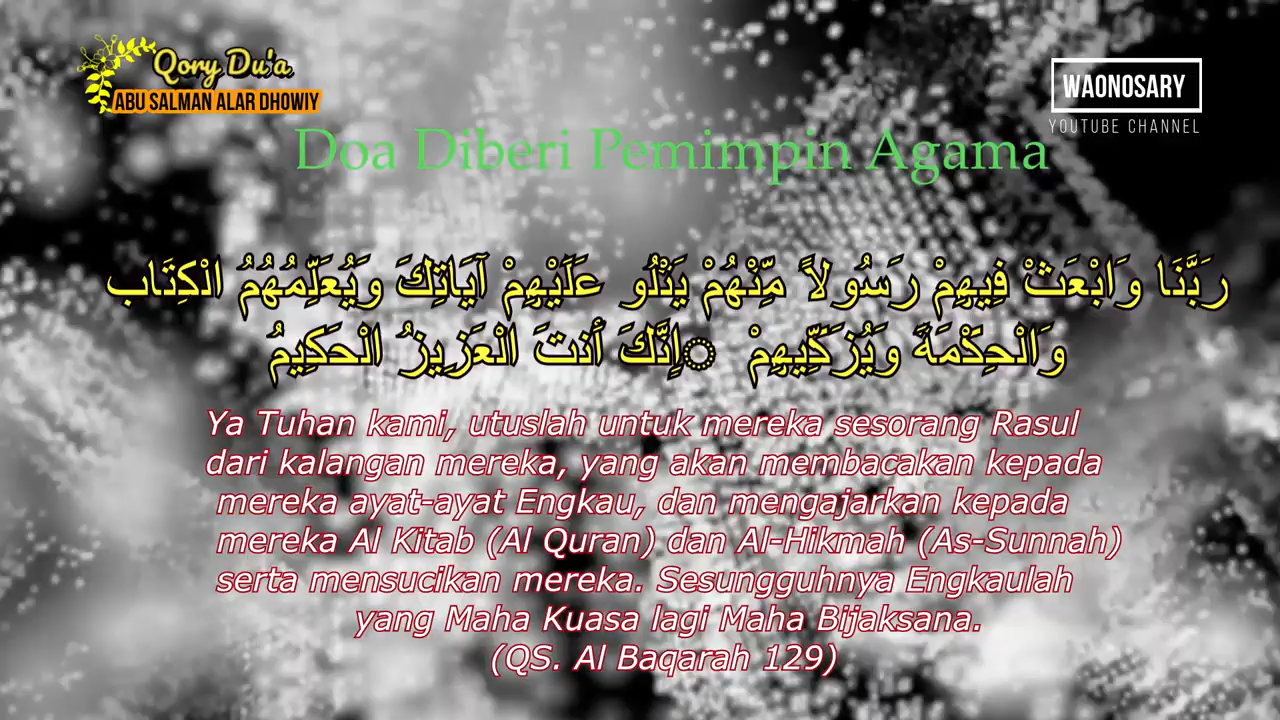 Qory Du'a
ABU SALMAN ALAR DHOWIY
WAONOSARY
YOUTUBE CHANNEL
Doa Diberi Pemimpin Agama
رَبَّنَا وَابْعَثْ فِيهِمْ رَسُولاً مِّنْهُمْ يَتْلُو عَلَيْهِمْ آيَاتِكَ وَيُعَلِّمُهُمُ الْكِتَاب
وَالْحِكْمَةَ وَيُزَكِّيهِمْ ۚإِنَّكَ أَنتَ الْعَزِيزُ الْحَكِيمُ
Ya Tuhan kami, utuslah untuk mereka sesorang Rasul
dari kalangan mereka, yang akan membacakan kepada
mereka ayat-ayat Engkau, dan mengajarkan kepada
mereka Al Kitab (Al Quran) dan Al-Hikmah (As-Sunnah)
serta mensucikan mereka. Sesungguhnya Engkaulah
yang Maha Kuasa lagi Maha Bijaksana.
(QS. Al Baqarah 129)